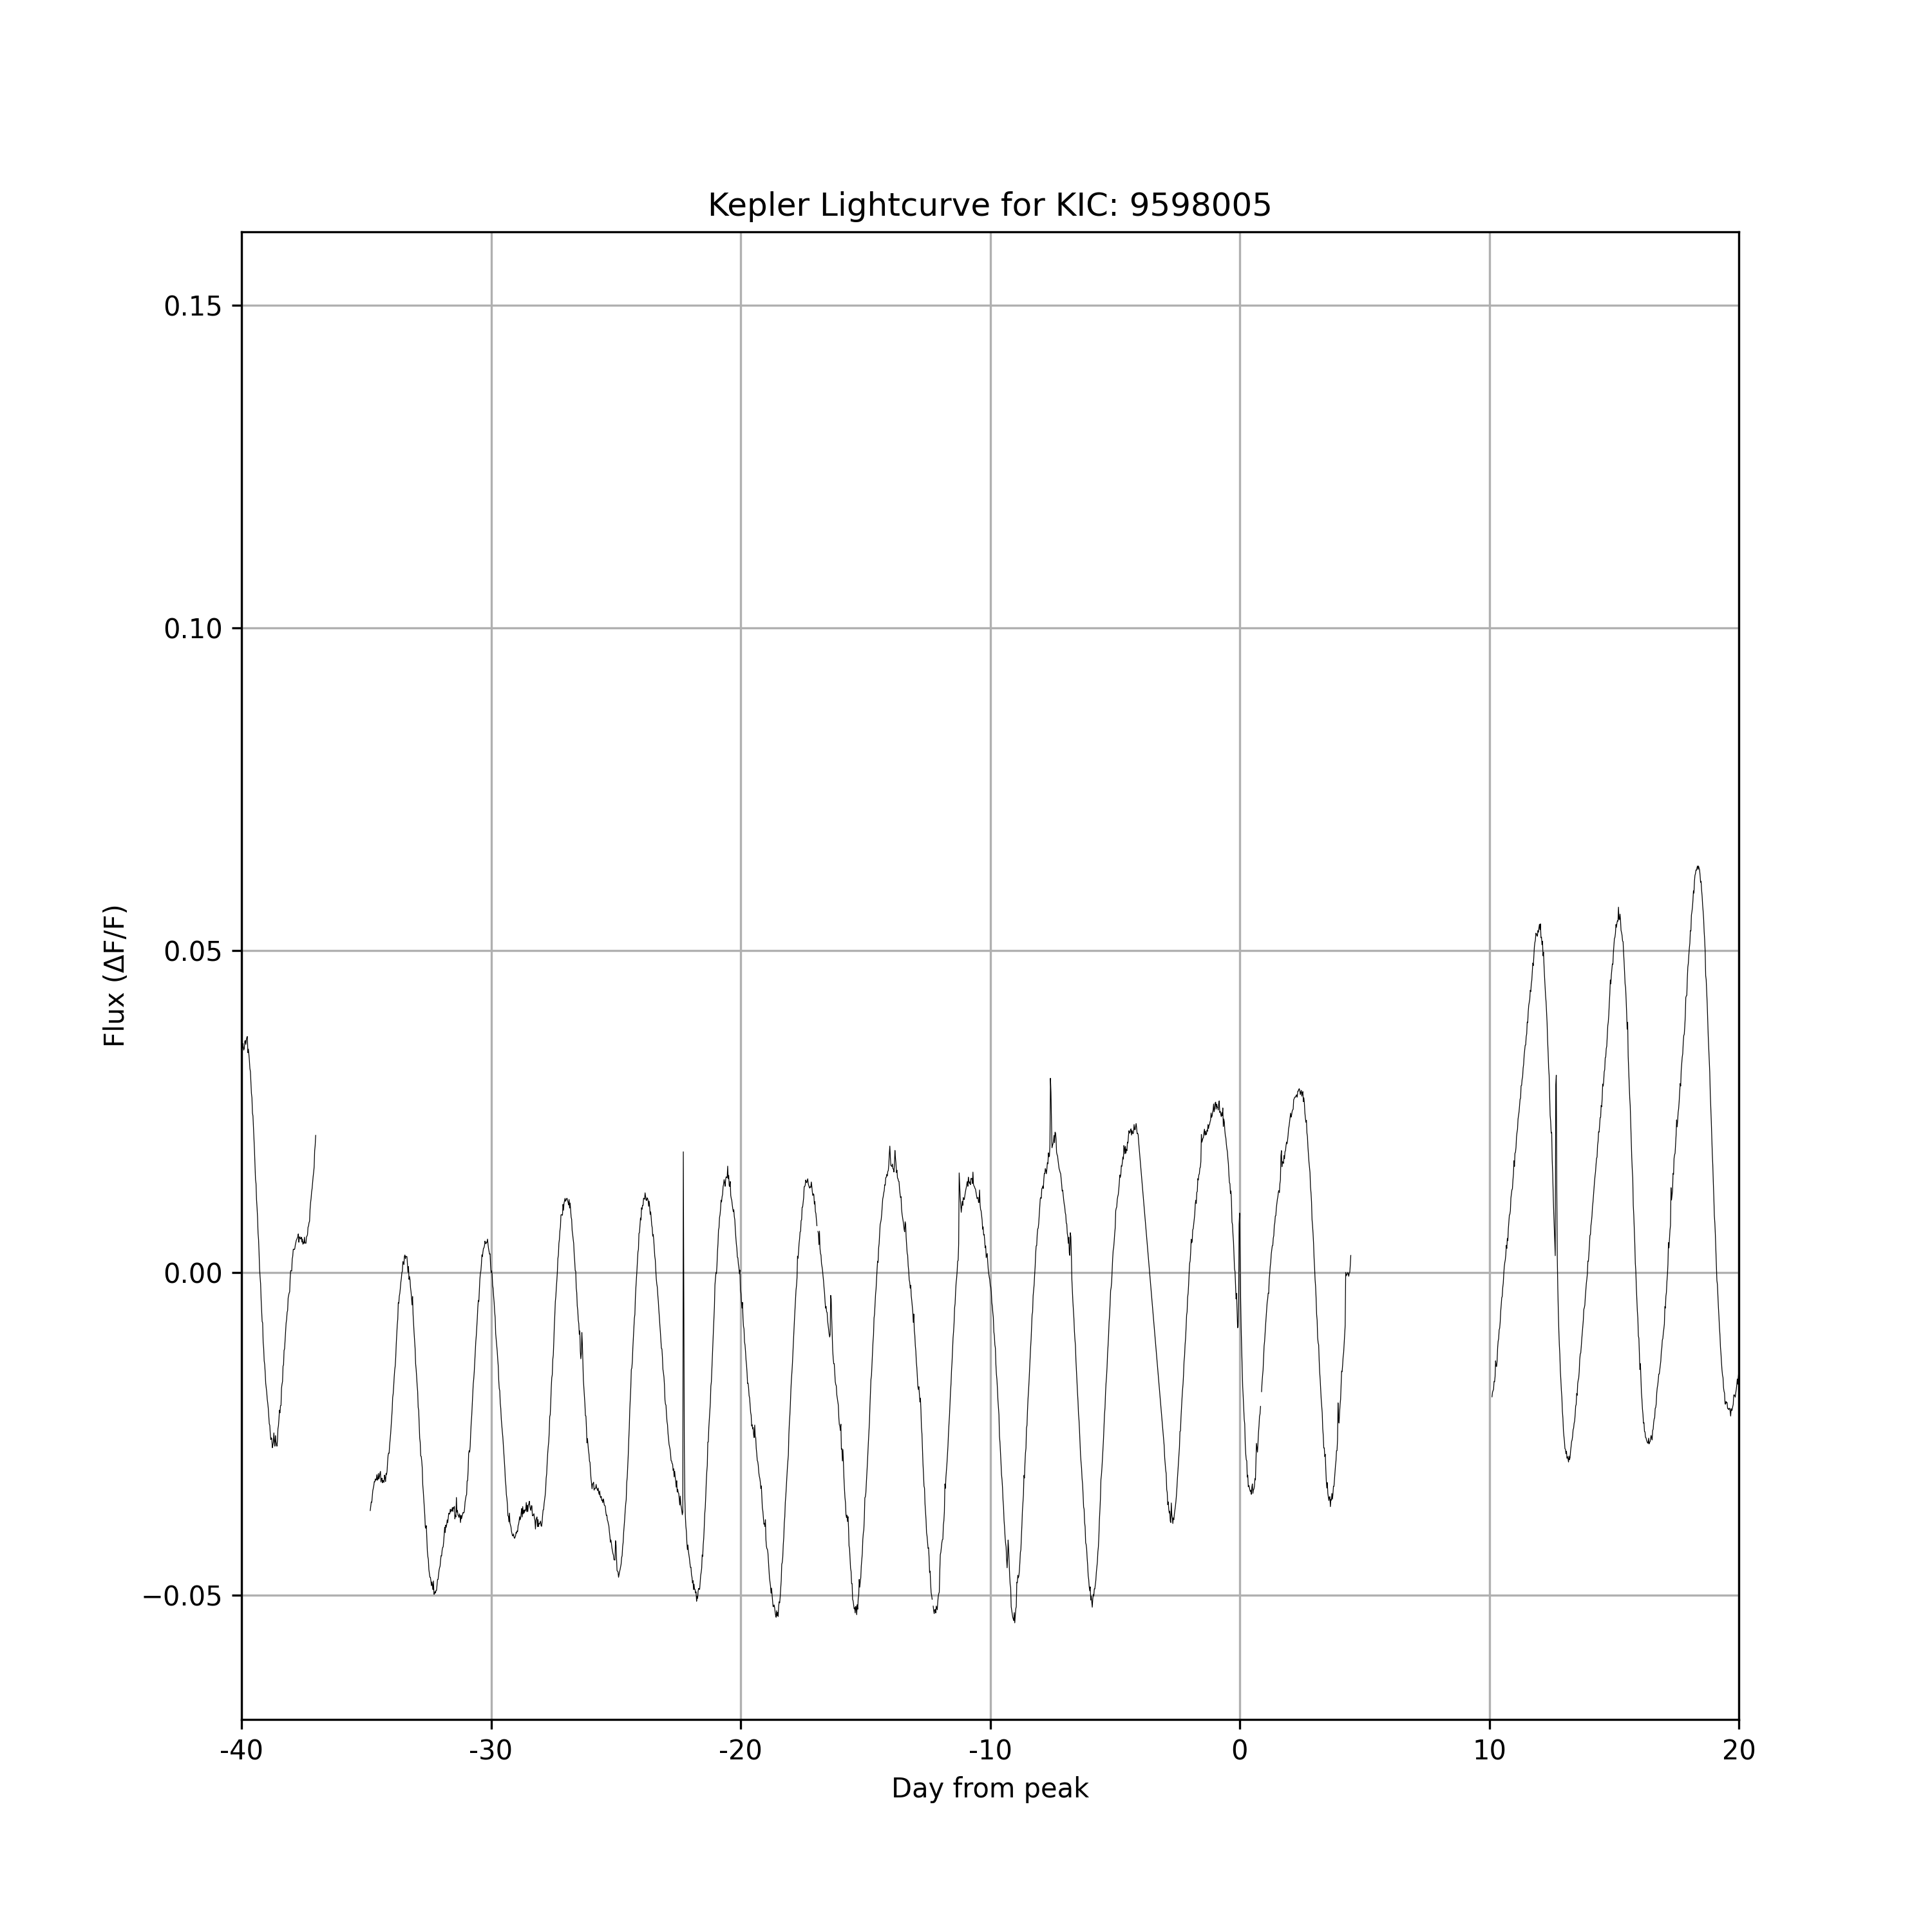 Kepler Lightcurve for KIC: 9598005
0.15
0.10
0.05
0.00
−0.05
Flux (ΔF/F)
-40 -30 -20 -10 0 10 20
Day from peak